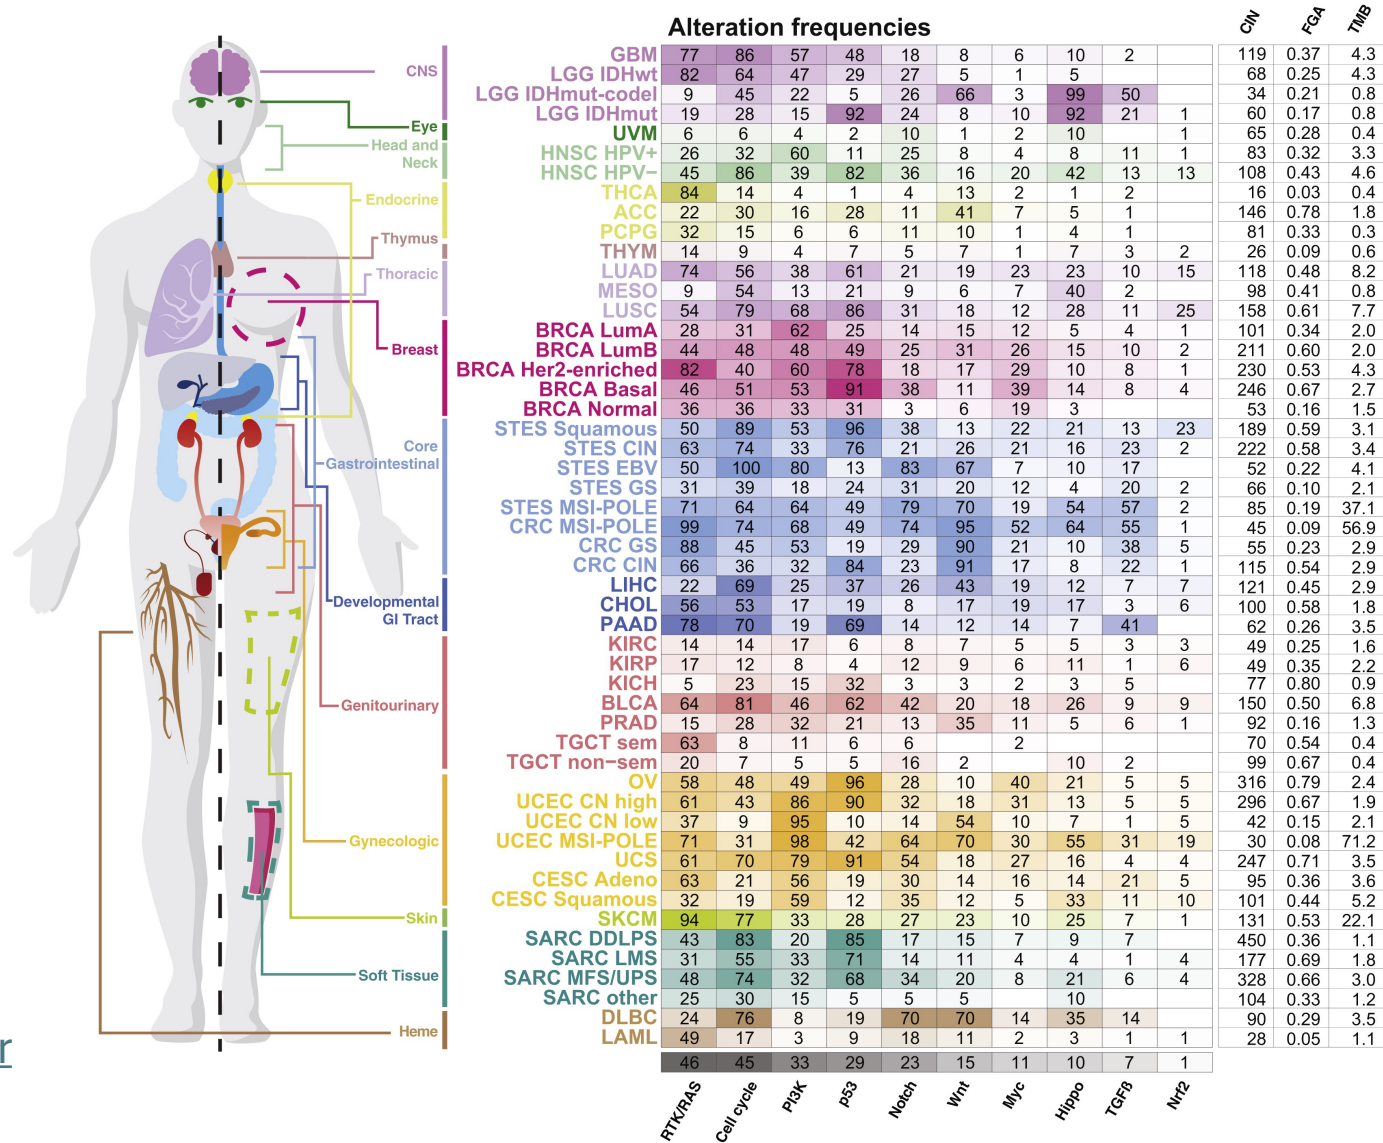 Alteration frequencies CIN FGA TMB
GBM 77 86 57 48 18 8 6 10 2 119 0.37 4.3
LGG IDHwt 82 64 47 29 27 5 1 5 68 0.25 4.3
LGG IDHmut-codel 9 45 22 5 26 66 3 99 50 34 0.21 0.8
LGG IDHmut 19 28 15 92 24 8 10 92 21 1 60 0.17 0.8
UVM 6 6 4 2 10 1 2 10 1 65 0.28 0.4
HNSC HPV+ 26 32 60 11 25 8 4 8 11 1 83 0.32 3.3
HNSC HPV− 45 86 39 82 36 16 20 42 13 13 108 0.43 4.6
THCA 84 14 4 1 4 13 2 1 2 16 0.03 0.4
ACC 22 30 16 28 11 41 7 5 1 146 0.78 1.8
PCPG 32 15 6 6 11 10 1 4 1 81 0.33 0.3
THYM 14 9 4 7 5 7 1 7 3 2 26 0.09 0.6
LUAD 74 56 38 61 21 19 23 23 10 15 118 0.48 8.2
MESO 9 54 13 21 9 6 7 40 2 98 0.41 0.8
LUSC 54 79 68 86 31 18 12 28 11 25 158 0.61 7.7
BRCA LumA 28 31 62 25 14 15 12 5 4 1 101 0.34 2.0
BRCA LumB 44 48 48 49 25 31 26 15 10 2 211 0.60 2.0
BRCA Her2-enriched 82 40 60 78 18 17 29 10 8 1 230 0.53 4.3
BRCA Basal 46 51 53 91 38 11 39 14 8 4 246 0.67 2.7
BRCA Normal 36 36 33 31 3 6 19 3 53 0.16 1.5
STES Squamous 50 89 53 96 38 13 22 21 13 23 189 0.59 3.1
STES CIN 63 74 33 76 21 26 21 16 23 2 222 0.58 3.4
STES EBV 50 100 80 13 83 67 7 10 17 52 0.22 4.1
STES GS 31 39 18 24 31 20 12 4 20 2 66 0.10 2.1
STES MSI-POLE 71 64 64 49 79 70 19 54 57 2 85 0.19 37.1
CRC MSI-POLE 99 74 68 49 74 95 52 64 55 1 45 0.09 56.9
CRC GS 88 45 53 19 29 90 21 10 38 5 55 0.23 2.9
CRC CIN 66 36 32 84 23 91 17 8 22 1 115 0.54 2.9
LIHC 22 69 25 37 26 43 19 12 7 7 121 0.45 2.9
CHOL 56 53 17 19 8 17 19 17 3 6 100 0.58 1.8
PAAD 78 70 19 69 14 12 14 7 41 62 0.26 3.5
KIRC 14 14 17 6 8 7 5 5 3 3 49 0.25 1.6
KIRP 17 12 8 4 12 9 6 11 1 6 49 0.35 2.2
KICH 5 23 15 32 3 3 2 3 5 77 0.80 0.9
BLCA 64 81 46 62 42 20 18 26 9 9 150 0.50 6.8
PRAD 15 28 32 21 13 35 11 5 6 1 92 0.16 1.3
TGCT sem 63 8 11 6 6 2 70 0.54 0.4
TGCT non−sem 20 7 5 5 16 2 10 2 99 0.67 0.4
OV 58 48 49 96 28 10 40 21 5 5 316 0.79 2.4
UCEC CN high 61 43 86 90 32 18 31 13 5 5 296 0.67 1.9
UCEC CN low 37 9 95 10 14 54 10 7 1 5 42 0.15 2.1
UCEC MSI-POLE 71 31 98 42 64 70 30 55 31 19 30 0.08 71.2
UCS 61 70 79 91 54 18 27 16 4 4 247 0.71 3.5
CESC Adeno 63 21 56 19 30 14 16 14 21 5 95 0.36 3.6
CESC Squamous 32 19 59 12 35 12 5 33 11 10 101 0.44 5.2
SKCM 94 77 33 28 27 23 10 25 7 1 131 0.53 22.1
SARC DDLPS 43 83 20 85 17 15 7 9 7 450 0.36 1.1
SARC LMS 31 55 33 71 14 11 4 4 1 4 177 0.69 1.8
SARC MFS/UPS 48 74 32 68 34 20 8 21 6 4 328 0.66 3.0
SARC other 25 30 15 5 5 5 10 104 0.33 1.2
DLBC 24 76 8 19 70 70 14 35 14 90 0.29 3.5
LAML 49 17 3 9 18 11 2 3 1 1 28 0.05 1.1
46 45 33 29 23 15 11 10 7 1
RTK/RAS Cell cycle PI3K p53 Notch Wnt Myc Hippo TGFß Nrf2
CNS
Eye
Head and
Neck
Endocrine
Thymus
Thoracic
Breast
Core
Gastrointestinal
Developmental
GI Tract
Genitourinary
Gynecologic
Skin
Soft Tissue
Heme
r